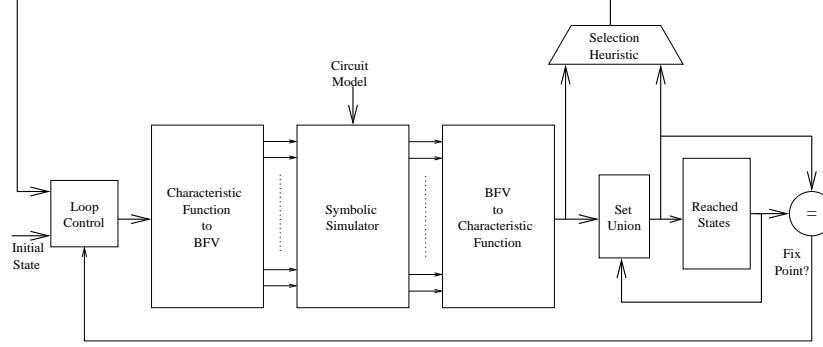 Selection
Heuristic
Circuit
Model
Loop
Control
Initial
State
Characteristic
Function
to
BFV
Symbolic
Simulator
BFV
to
Characteristic
Function
Set
Union
Reached
States
=
Fix
Point?